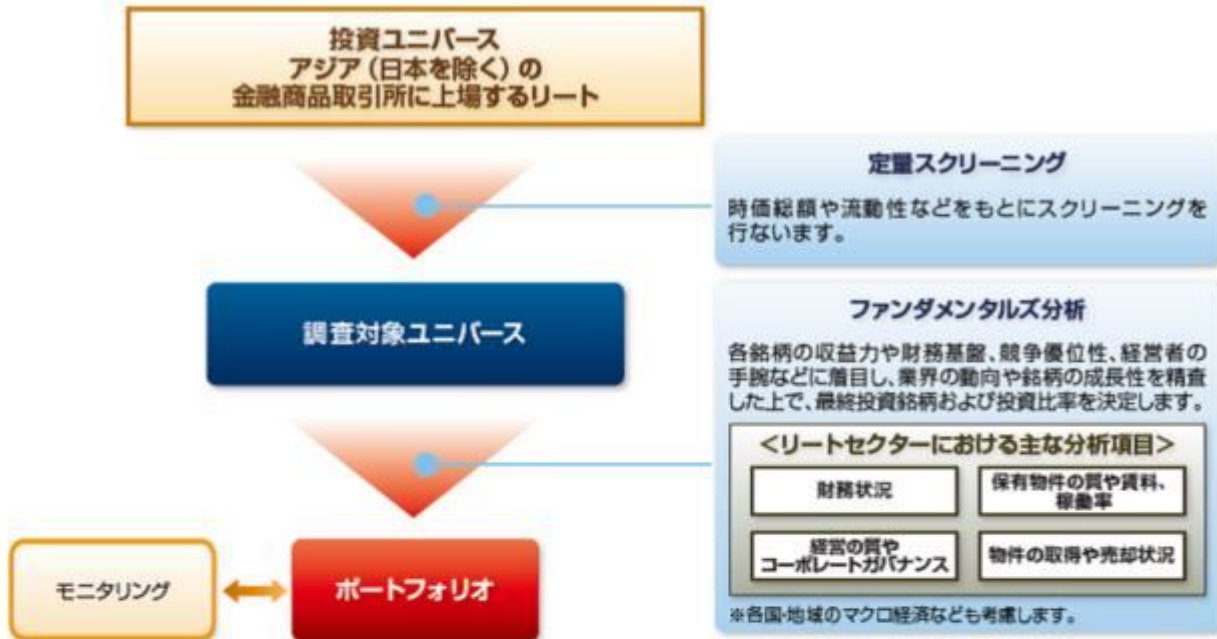 投資ユニバース
アジア（日本を除く）の
金融商品取引所に上場するリート
定量スクリーニング
時価総額や流動性などをもとにスクリーニングを
行ないます。
調査対象ユニバース
ファンダメンタルズ分析
各銘柄の収益力や財務基盤、競争優位性、経営者の
手腕などに着目し、業界の動向や銘柄の成長性を精査
した上で、最終投資銘柄および投資比率を決定します。
＜リートセクターにおける主な分析項目＞
財務状況
保有物件の質や賃料、
稼働率
経営の質や
コーポレートガバナンス
物件の取得や売却状況
※各国・地域のマクロ経済なども考慮します。
モニタリング
ポートフォリオ